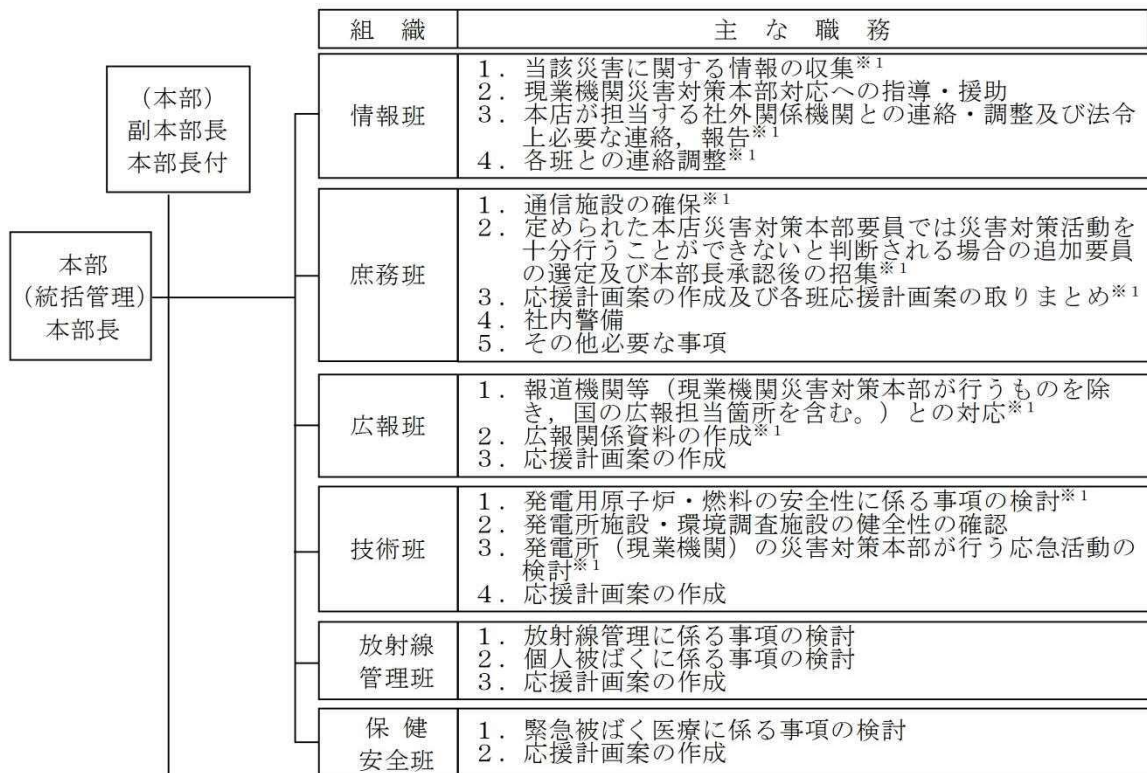 組　織
主　な　職　務
(本部)
副本部長
本部長付
本部
(統括管理)
本部長
情報班
1．当該災害に関する情報の収集※1
2．現業機関災害対策本部対応への指導・援助
3．本店が担当する社外関係機関との連絡・調整及び法令
上必要な連絡，報告※1
4．各班との連絡調整※1
庶務班
1．通信施設の確保※1
2．定められた本店災害対策本部要員では災害対策活動を
十分行うことができないと判断される場合の追加要員
の選定及び本部長承認後の招集※1
3．応援計画案の作成及び各班応援計画案の取りまとめ※1
4．社内警備
5．その他必要な事項
広報班
1．報道機関等（現業機関災害対策本部が行うものを除
き，国の広報担当箇所を含む。）との対応※1
2．広報関係資料の作成※1
3．応援計画案の作成
技術班
1．発電用原子炉・燃料の安全性に係る事項の検討※1
2．発電所施設・環境調査施設の健全性の確認
3．発電所（現業機関）の災害対策本部が行う応急活動の
検討※1
4．応援計画案の作成
放射線
管理班
1．放射線管理に係る事項の検討
2．個人被ばくに係る事項の検討
3．応援計画案の作成
保 健
安全班
1．緊急被ばく医療に係る事項の検討
2．応援計画案の作成